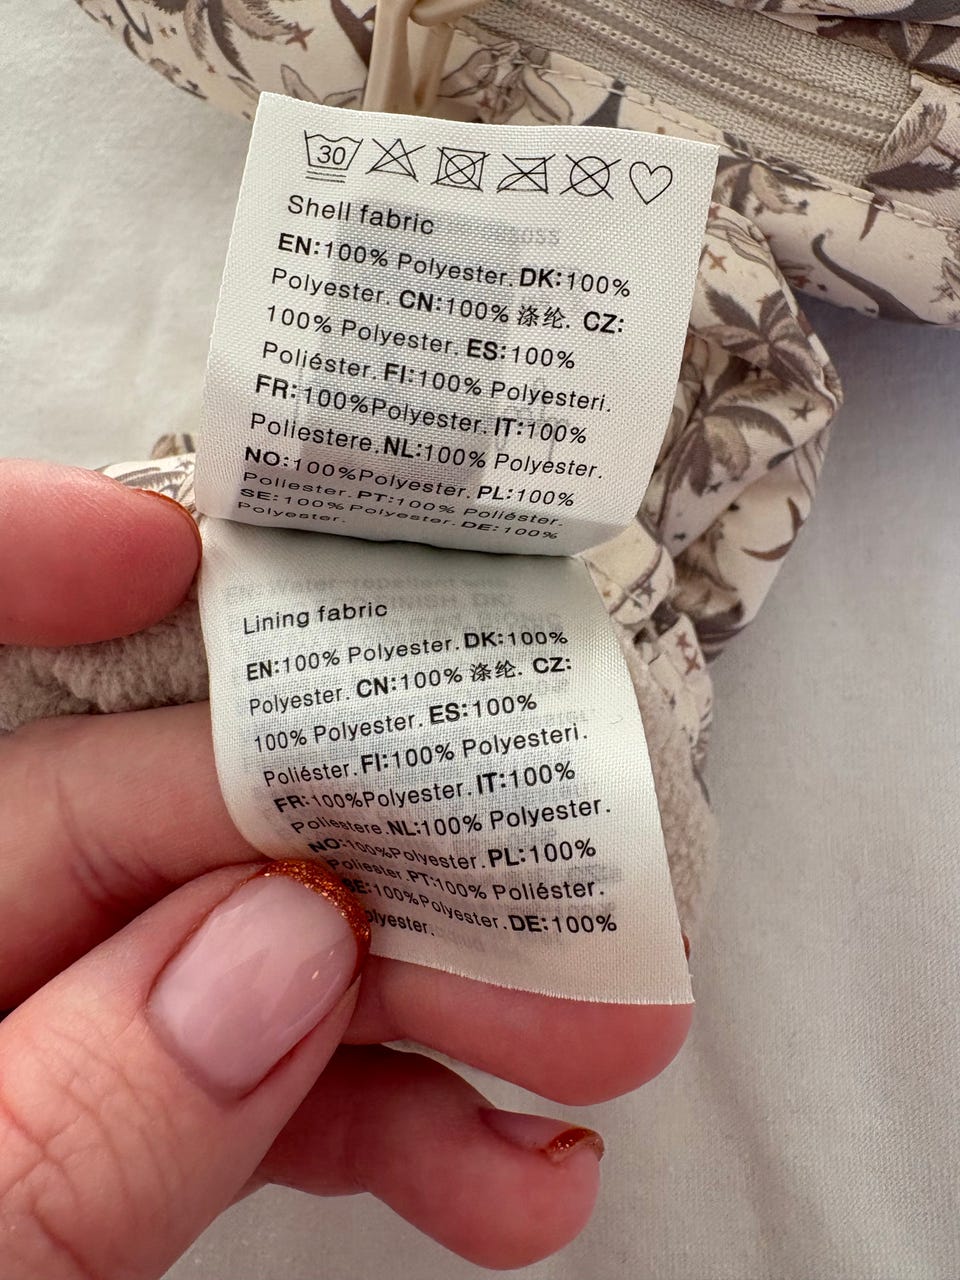 30
Shell fabric
EN:100% Polyester. DK:100%
Polyester. CN:100% 涤纶. CZ:
100% Polyester. ES:100%
Poliéster. FI:100% Polyesteri.
FR:100%Polyester. IT:100%
Poliestere.NL:100% Polyester.
NO:100%Polyester. PL:100%
Poliester. PT:100% Poliéster.
SE:100% Polyester. DE:100%
Polyester.
Lining fabric
EN:100% Polyester. DK:100%
Polyester. CN:100% 涤纶. CZ:
100% Polyester. ES:100%
Poliéster. FI:100% Polyesteri.
FR:100%Polyester. IT:100%
Poliestere.NL:100% Polyester.
NO:100%Polyester. PL:100%
Poliester. PT:100% Poliéster.
SE:100%Polyester. DE:100%
olyester.